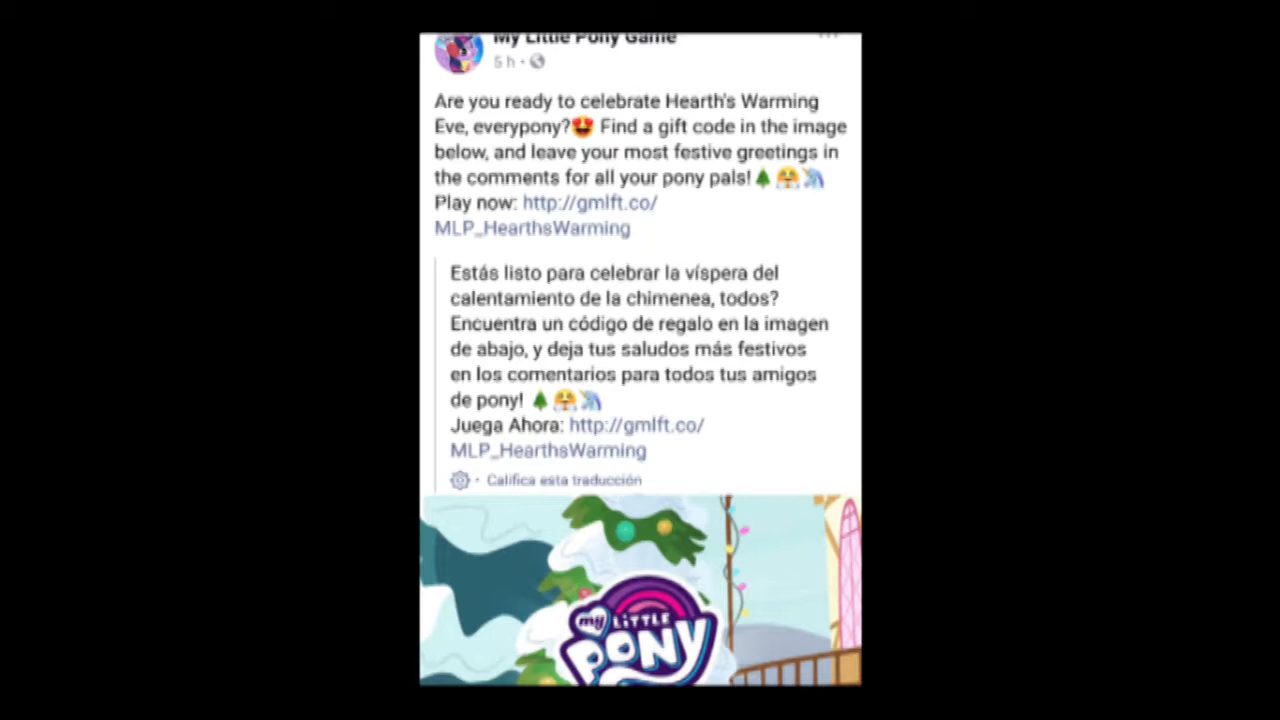 My Little Pony Game
5 h ·
Are you ready to celebrate Hearth's Warming
Eve, everypony?😍 Find a gift code in the image
below, and leave your most festive greetings in
the comments for all your pony pals!🌲
Play now: http://gmlft.co/
MLP_HearthsWarming
Estás listo para celebrar la víspera del
calentamiento de la chimenea, todos?
Encuentra un código de regalo en la imagen
de abajo, y deja tus saludos más festivos
en los comentarios para todos tus amigos
de pony! 🌲
Juega Ahora: http://gmlft.co/
MLP_HearthsWarming
· Califica esta traducción
my LITTLE
PONY